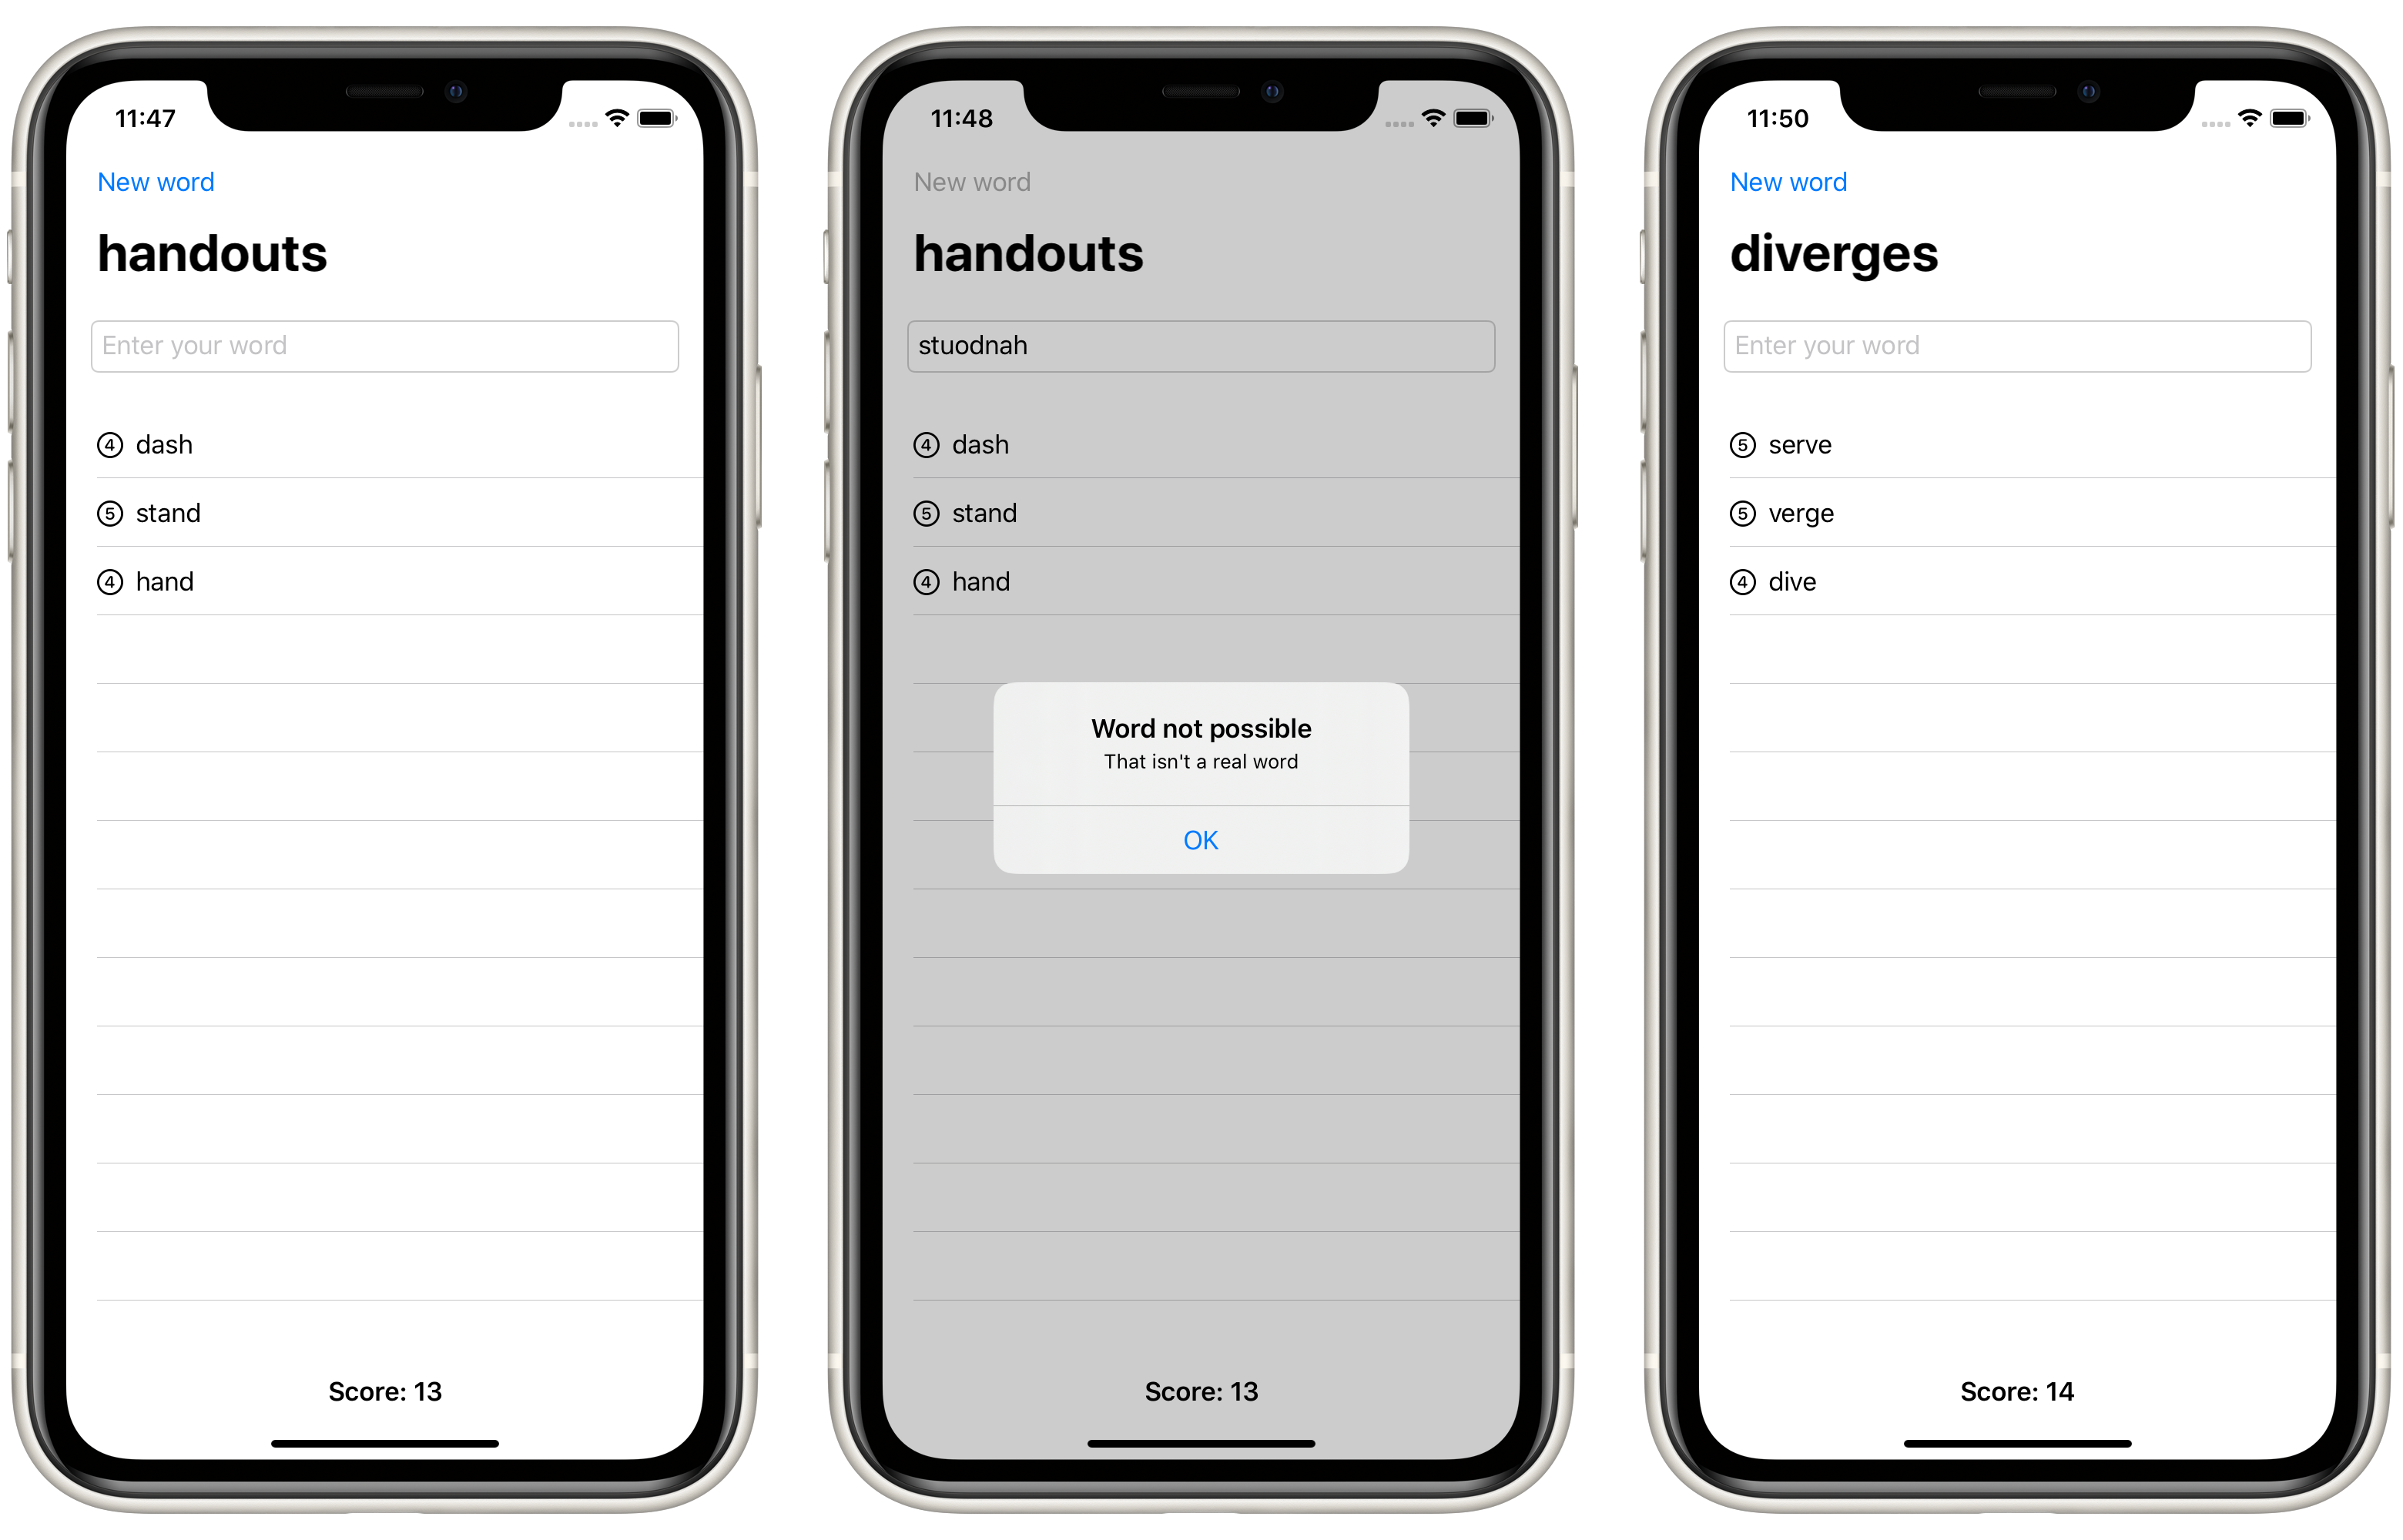 11:47
New word
handouts
Enter your word
4 dash
5 stand
4 hand
Score: 13
11:48
New word
handouts
stuodnah
4 dash
5 stand
4 hand
Word not possible
That isn't a real word
OK
Score: 13
11:50
New word
diverges
Enter your word
5 serve
5 verge
4 dive
Score: 14